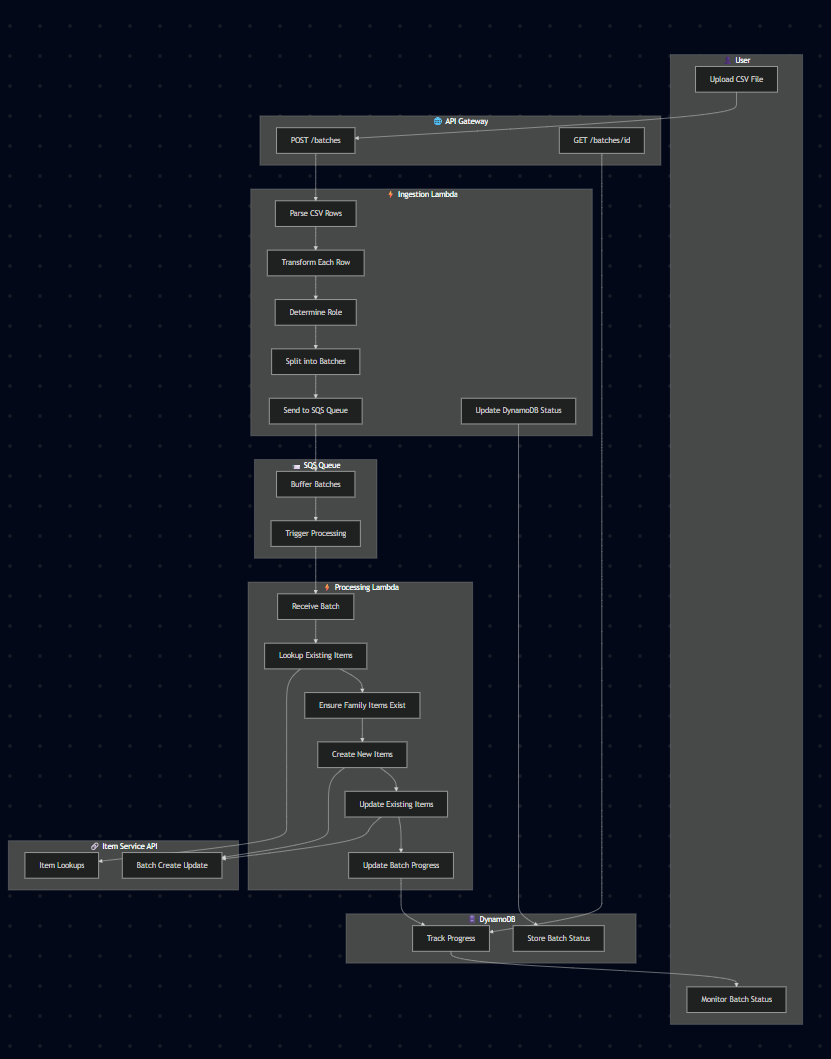 User
Upload CSV File
API Gateway
POST /batches
GET /batches/id
Ingestion Lambda
Parse CSV Rows
Transform Each Row
Determine Role
Split into Batches
Send to SQS Queue
Update DynamoDB Status
SQS Queue
Buffer Batches
Trigger Processing
Processing Lambda
Receive Batch
Lookup Existing Items
Ensure Family Items Exist
Create New Items
Update Existing Items
Item Service API
Item Lookups
Batch Create Update
Update Batch Progress
DynamoDB
Track Progress
Store Batch Status
Monitor Batch Status